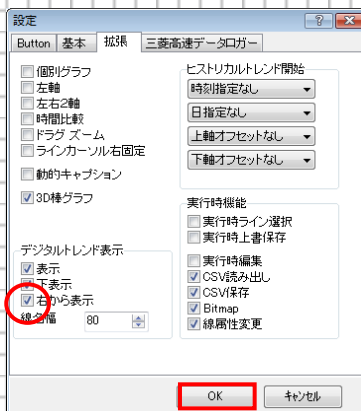 設定
Button 基本 拡張 三菱高速データロガー
個別グラフ
左軸
左右2軸
時間比較
ドラグ ズーム
ラインカーソル右固定
動的キャプション
3D棒グラフ
デジタルトレンド表示
表示
下表示
右から表示
線名幅 80
ヒストリカルトレンド開始
時刻指定なし
日指定なし
上軸オフセットなし
下軸オフセットなし
実行時機能
実行時ライン選択
実行時上書保存
実行時編集
CSV読み出し
CSV保存
Bitmap
線属性変更
OK キャンセル